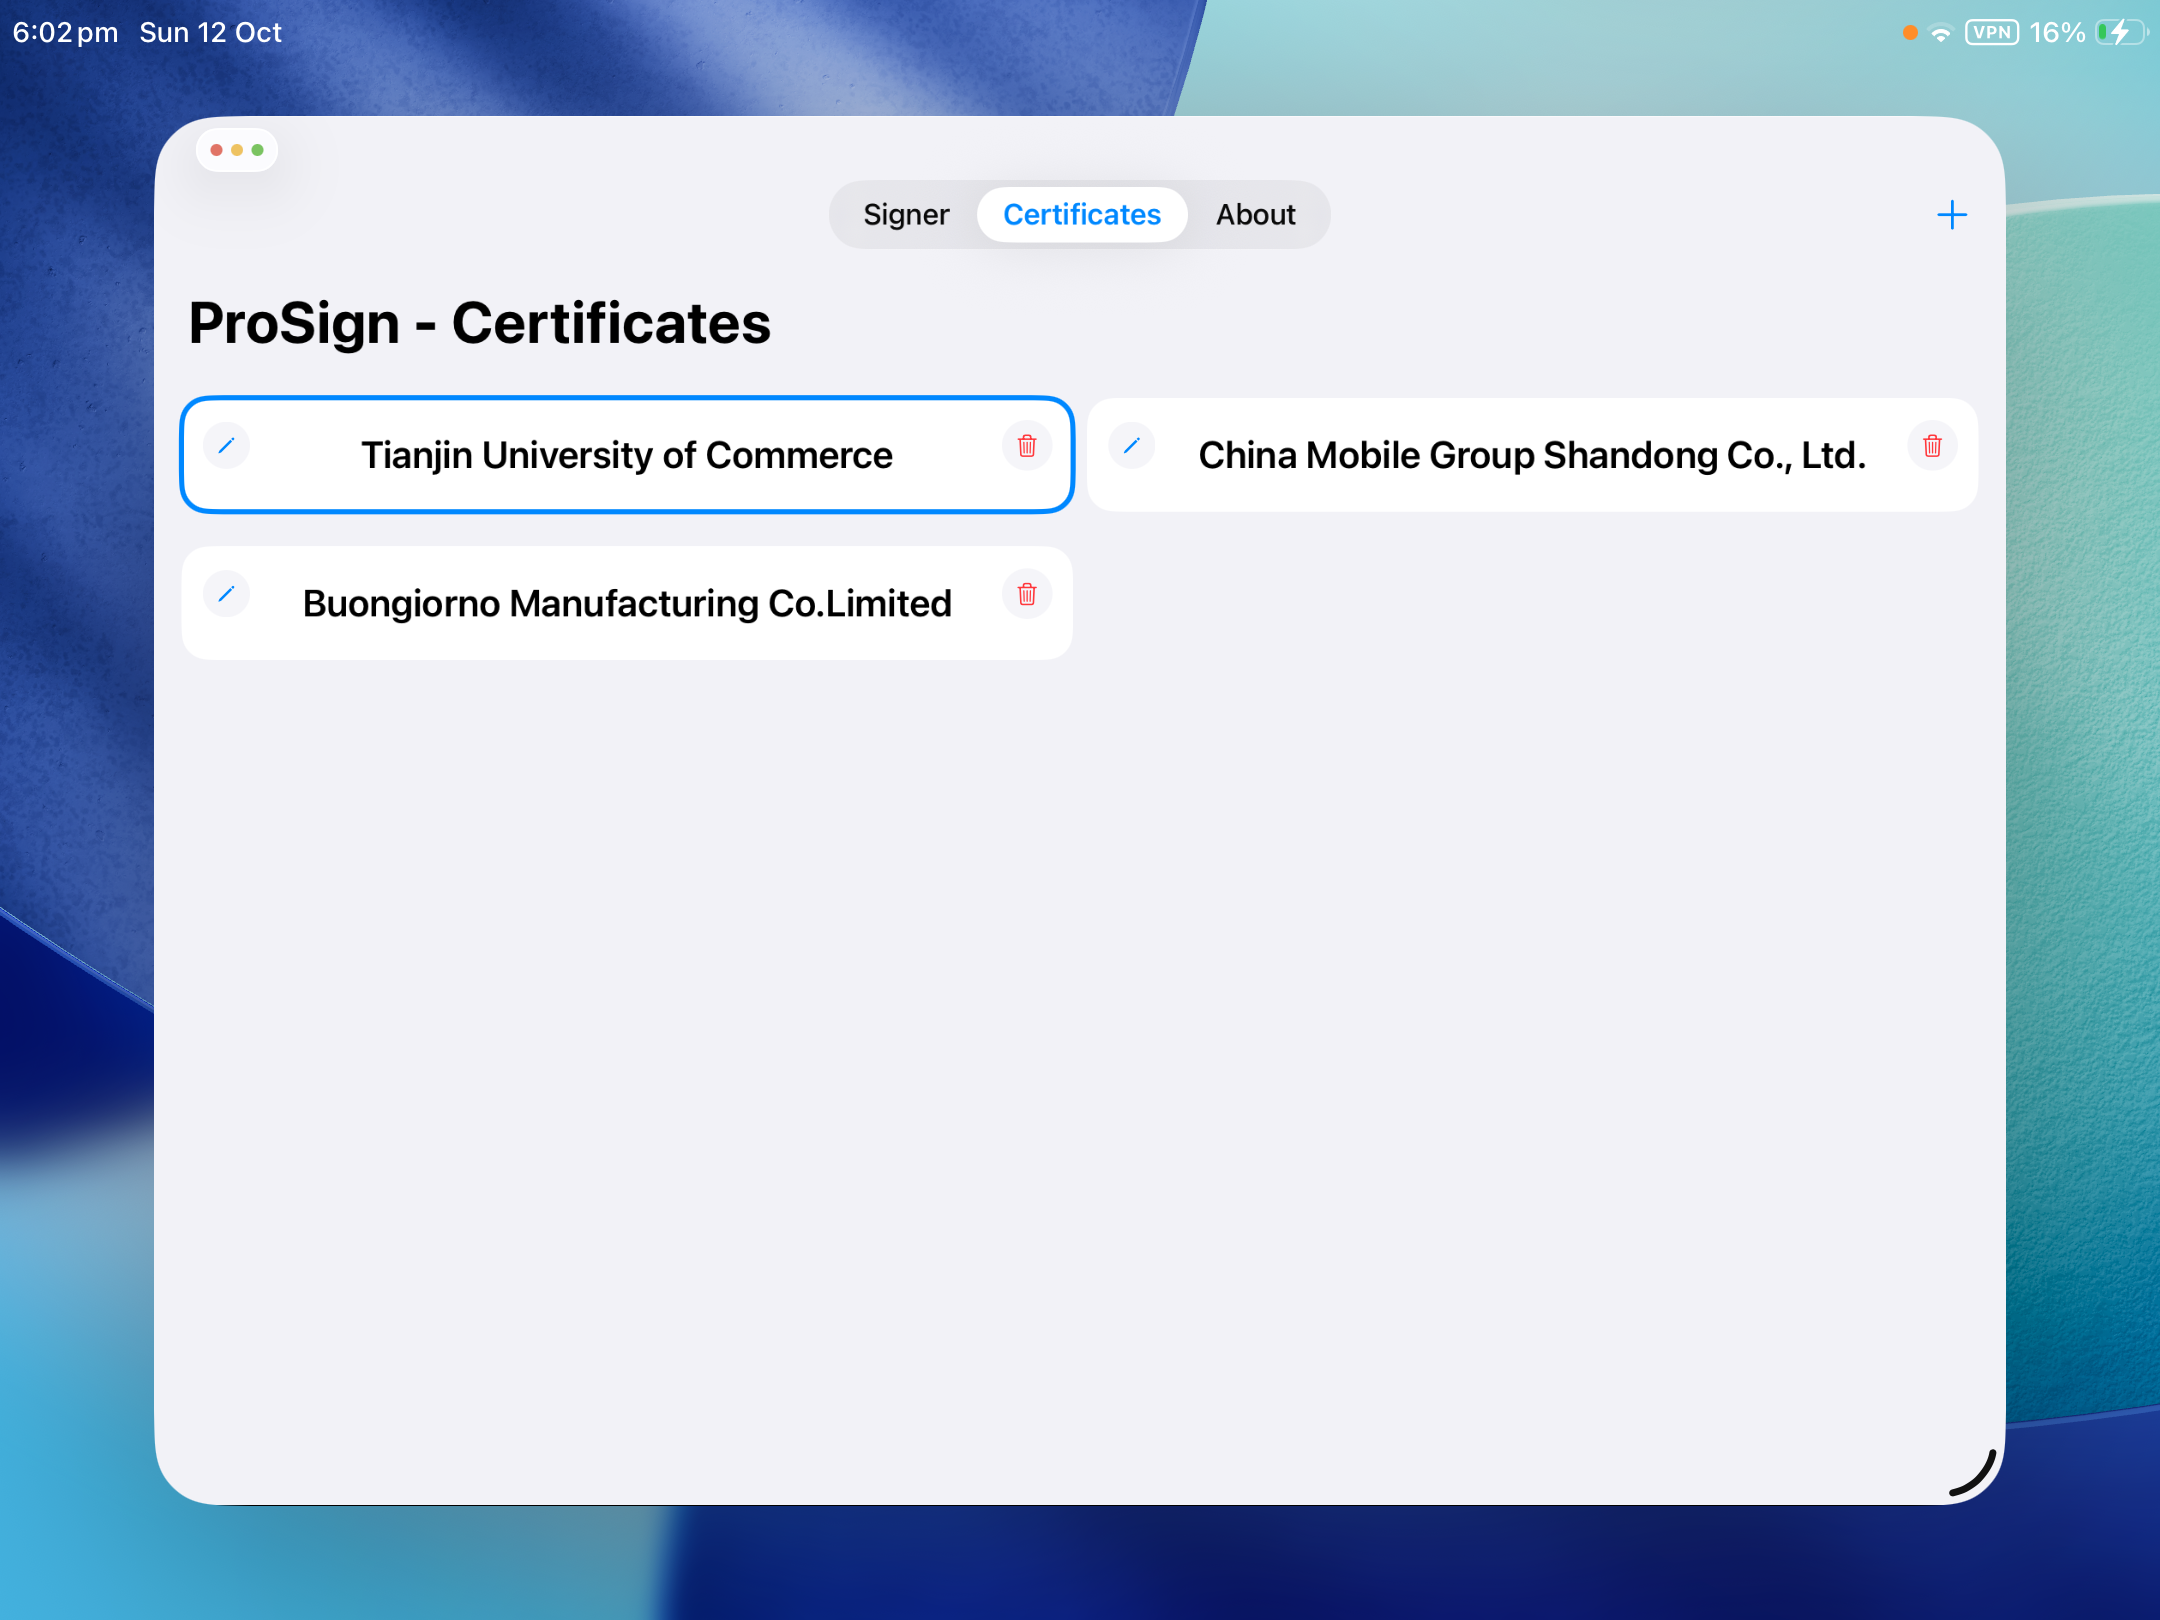 6:02 pm Sun 12 Oct
VPN 16%
Signer Certificates About
ProSign - Certificates
Tianjin University of Commerce
China Mobile Group Shandong Co., Ltd.
Buongiorno Manufacturing Co.Limited